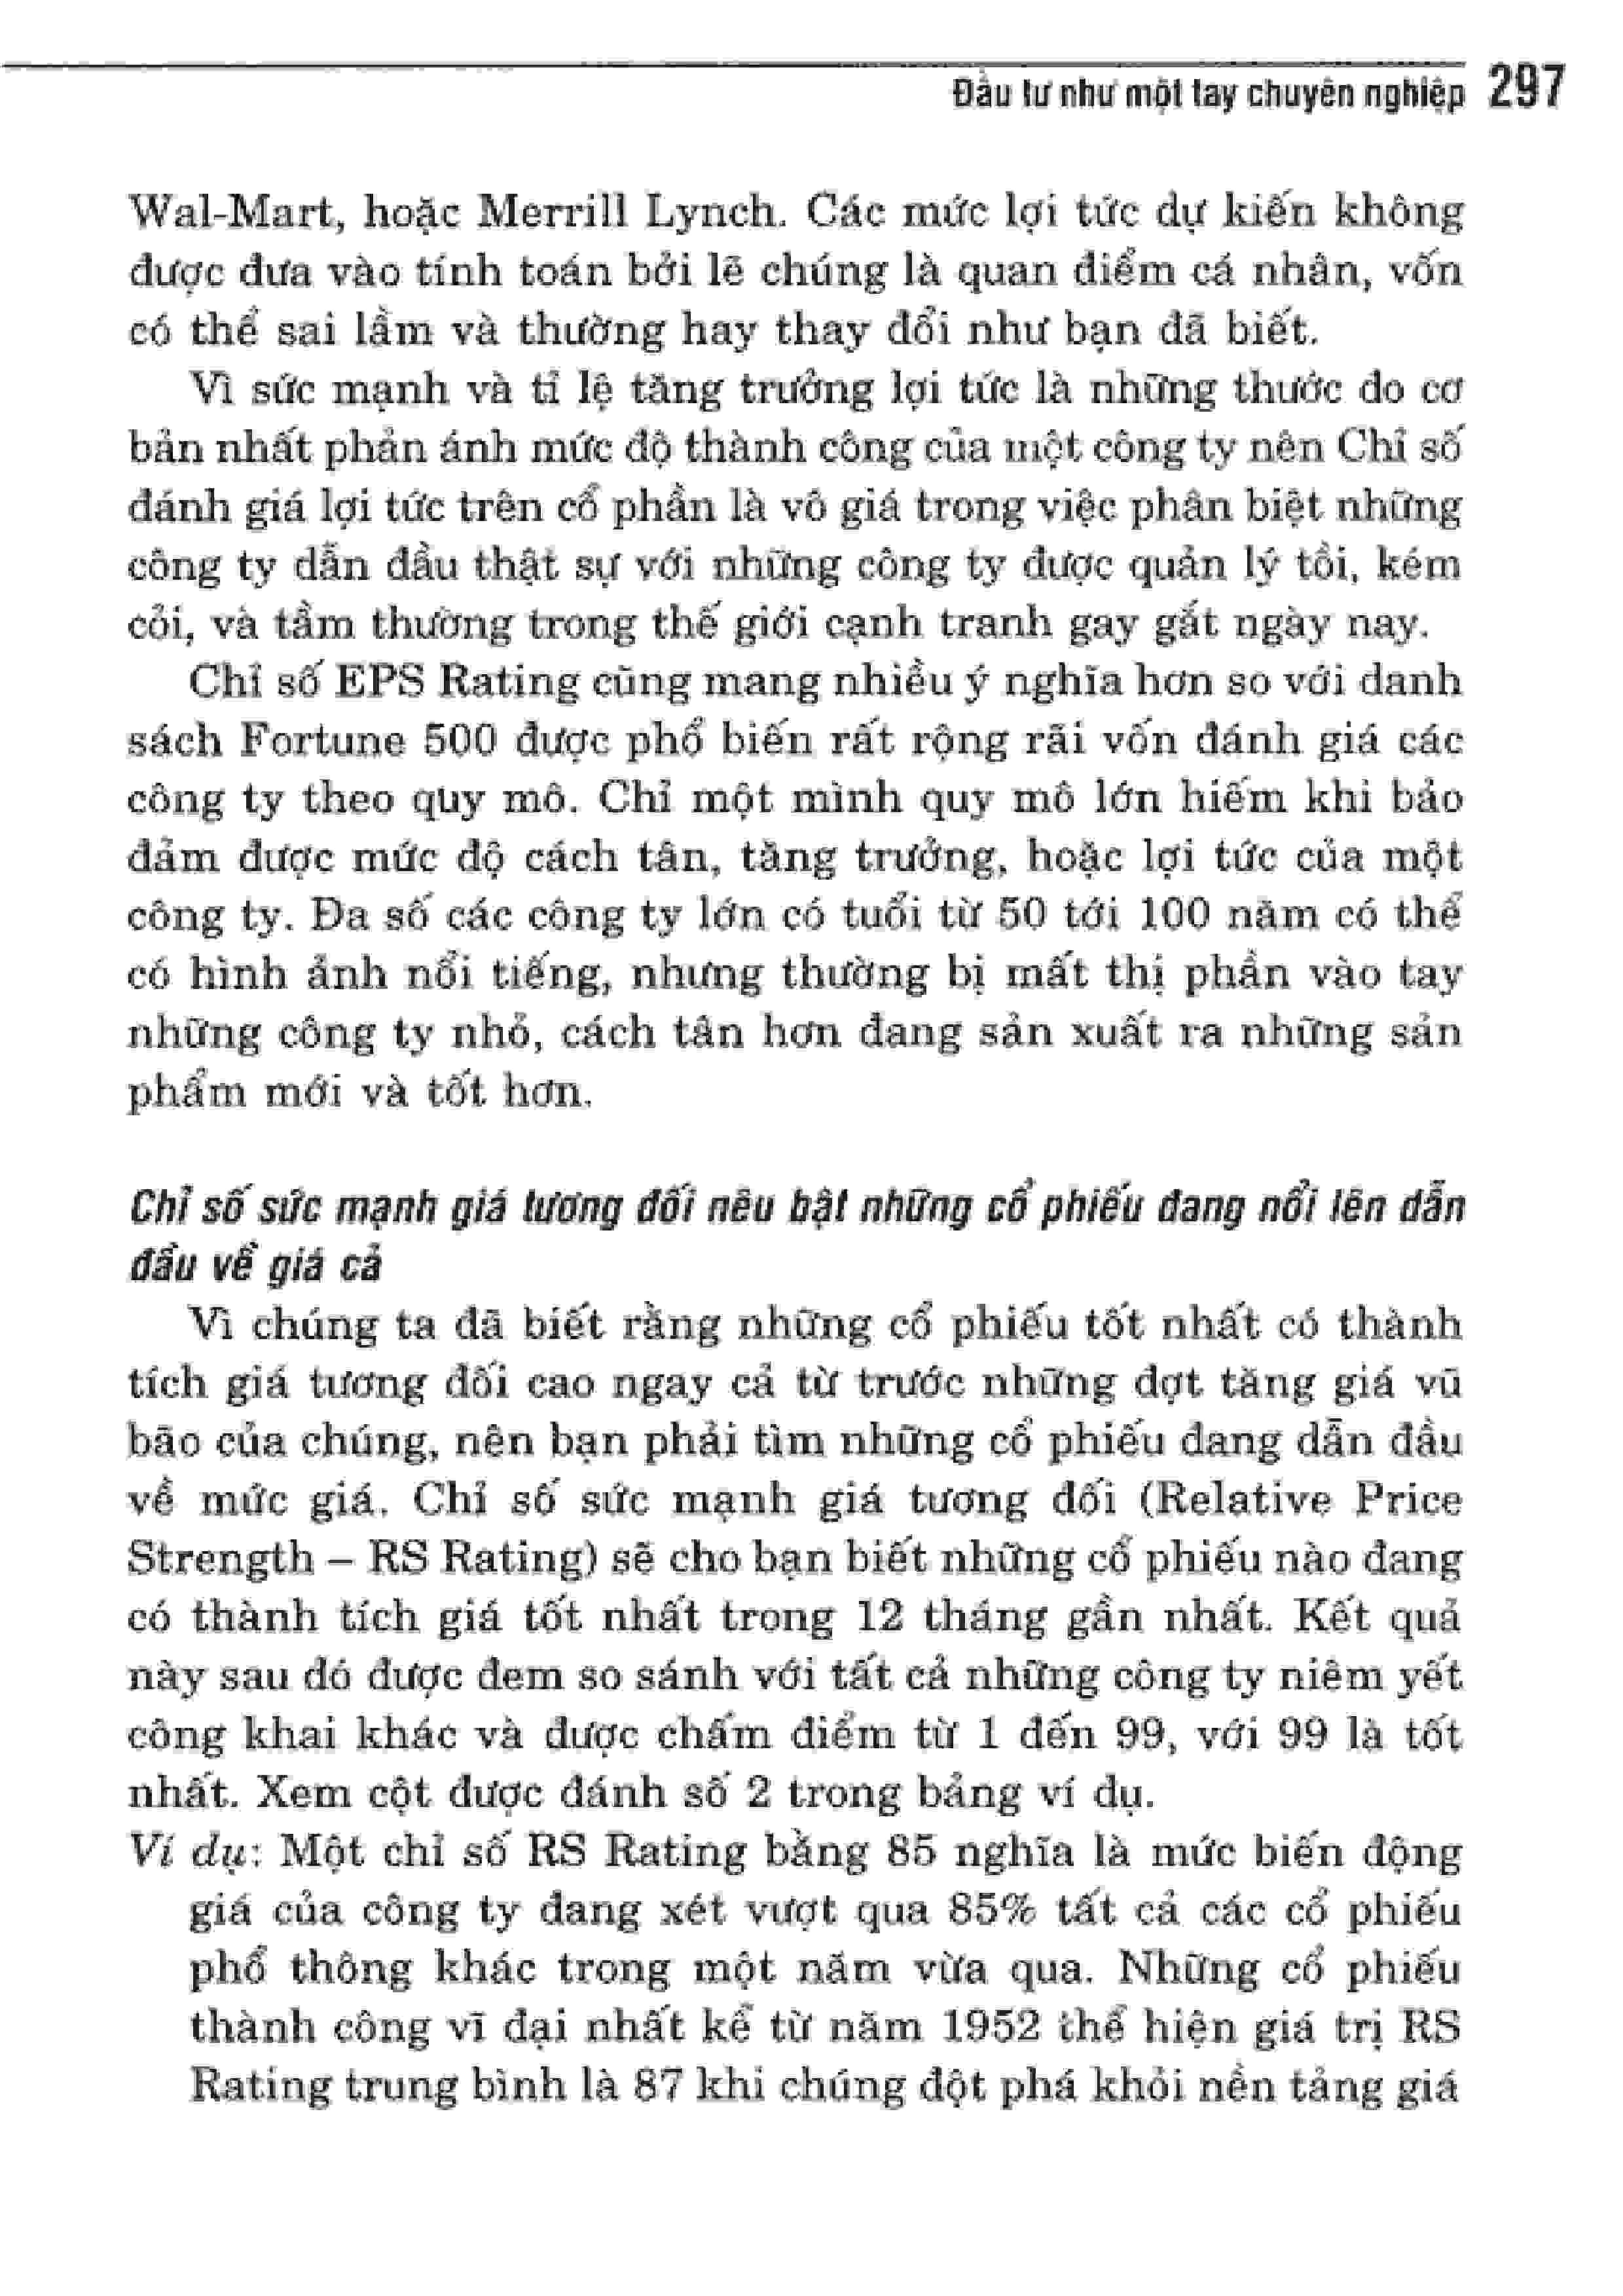 Đầu tư như một tay chuyên nghiệp 297
Wal-Mart, hoặc Merrill Lynch. Các mức lợi tức dự kiến không
được đưa vào tính toán bởi lẽ chúng là quan điểm cá nhân, vốn
có thể sai lầm và thường hay thay đổi như bạn đã biết.
Vì sức mạnh và tỉ lệ tăng trưởng lợi tức là những thước đo cơ
bản nhất phản ánh mức độ thành công của một công ty nên Chỉ số
đánh giá lợi tức trên cổ phần là vô giá trong việc phân biệt những
công ty dẫn đầu thật sự với những công ty được quản lý tồi, kém
cỏi, và tầm thường trong thế giới cạnh tranh gay gắt ngày nay.
Chỉ số EPS Rating cũng mang nhiều ý nghĩa hơn so với danh
sách Fortune 500 được phổ biến rất rộng rãi vốn đánh giá các
công ty theo quy mô. Chỉ một mình quy mô lớn hiếm khi bảo
đảm được mức độ cách tân, tăng trưởng, hoặc lợi tức của một
công ty. Đa số các công ty lớn có tuổi từ 50 tới 100 năm có thể
có hình ảnh nổi tiếng, nhưng thường bị mất thị phần vào tay
những công ty nhỏ, cách tân hơn đang sản xuất ra những sản
phẩm mới và tốt hơn.
Chỉ số sức mạnh giá tương đối nêu bật những cổ phiếu đang nổi lên dẫn
đầu về giá cả
Vì chúng ta đã biết rằng những cổ phiếu tốt nhất có thành
tích giá tương đối cao ngay cả từ trước những đợt tăng giá vũ
bão của chúng, nên bạn phải tìm những cổ phiếu đang dẫn đầu
về mức giá. Chỉ số sức mạnh giá tương đối (Relative Price
Strength – RS Rating) sẽ cho bạn biết những cổ phiếu nào đang
có thành tích giá tốt nhất trong 12 tháng gần nhất. Kết quả
này sau đó được đem so sánh với tất cả những công ty niêm yết
công khai khác và được chấm điểm từ 1 đến 99, với 99 là tốt
nhất. Xem cột được đánh số 2 trong bảng ví dụ.
Ví dụ: Một chỉ số RS Rating bằng 85 nghĩa là mức biến động
giá của công ty đang xét vượt qua 85% tất cả các cổ phiếu
phổ thông khác trong một năm vừa qua. Những cổ phiếu
thành công vĩ đại nhất kể từ năm 1952 thể hiện giá trị RS
Rating trung bình là 87 khi chúng đột phá khỏi nền tảng giá